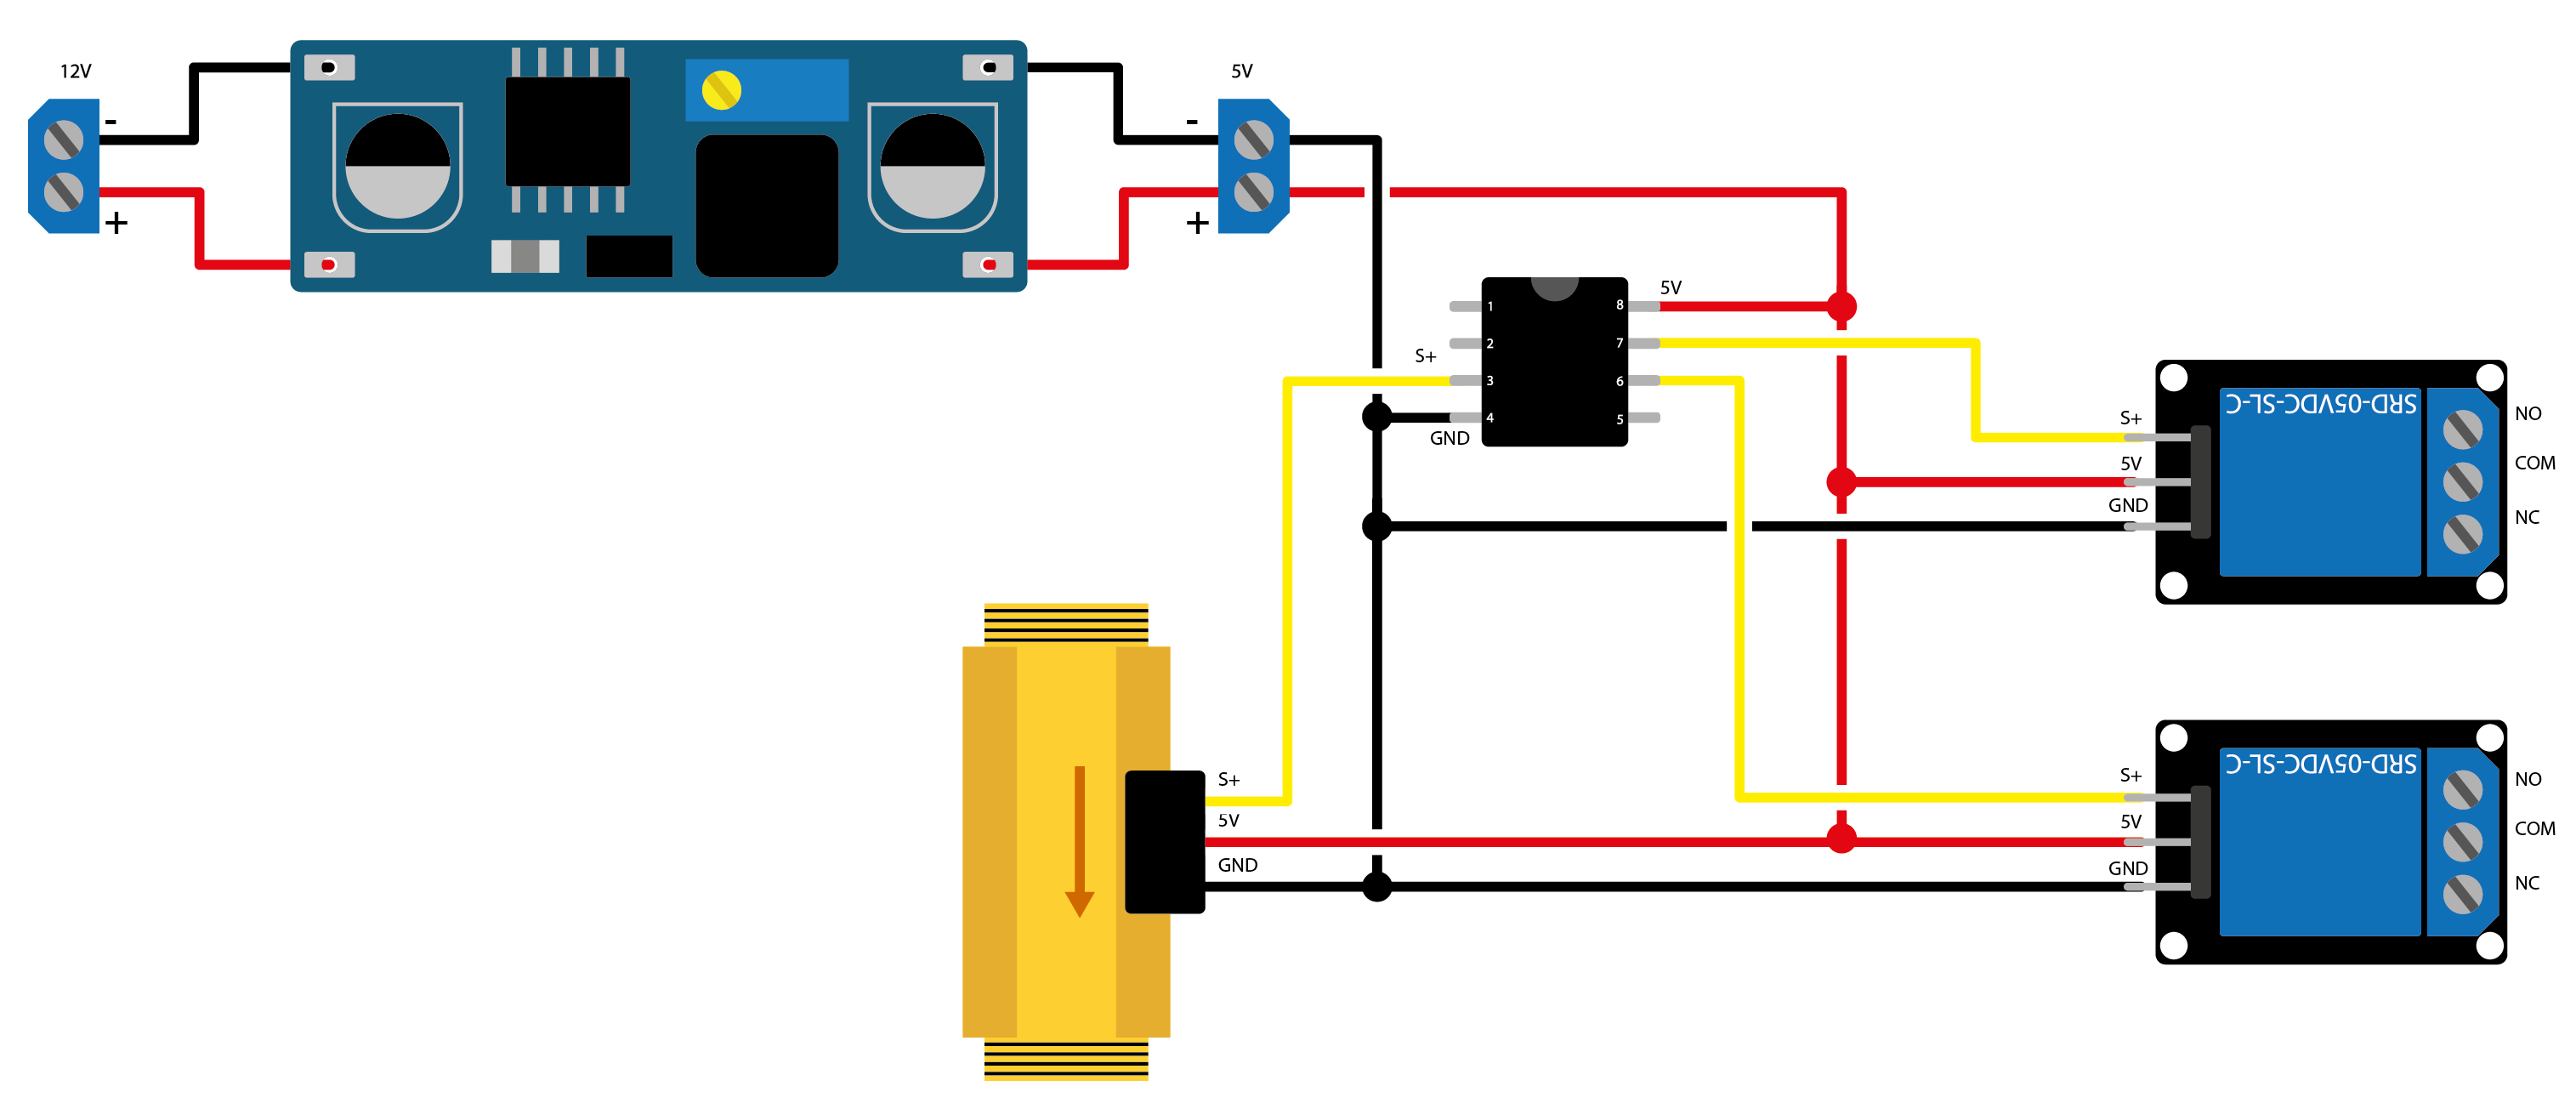 12V
-
+
5V
-
+
1
2
3
4
8
7
6
5
5V
S+
GND
S+
5V
GND
SRD-05VDC-SL-C
NO
COM
NC
S+
5V
GND
S+
5V
GND
SRD-05VDC-SL-C
NO
COM
NC